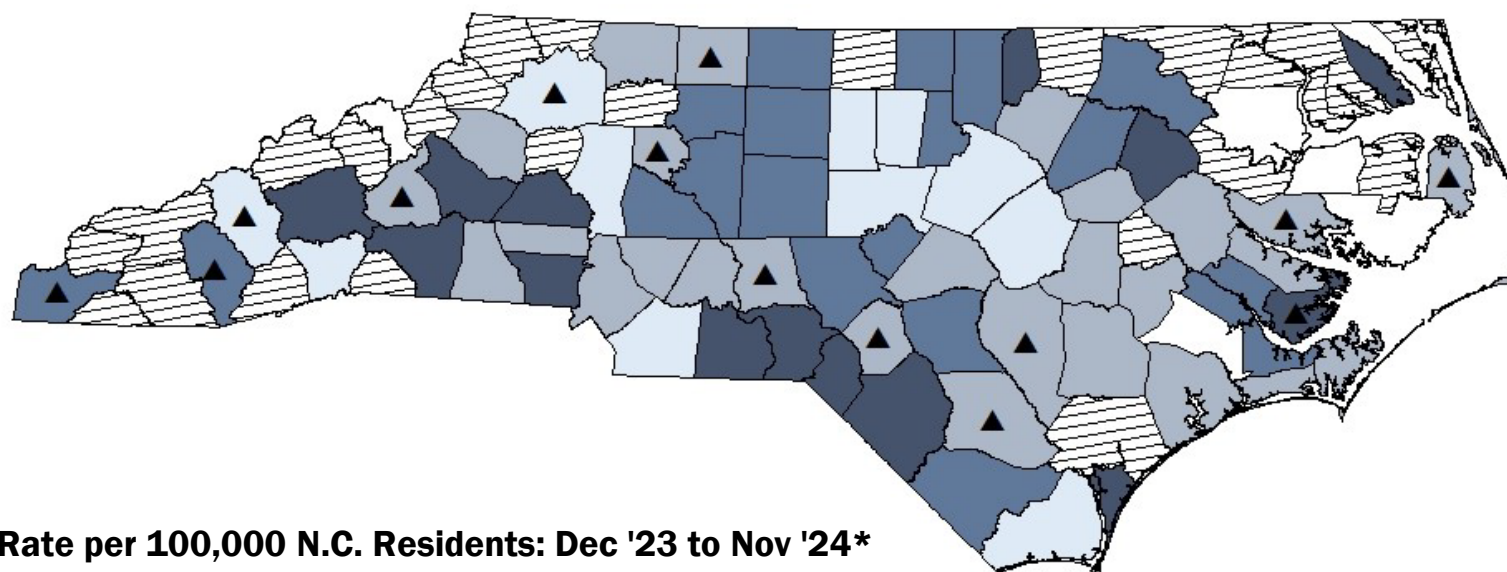 Rate per 100,000 N.C. Residents: Dec '23 to Nov '24*